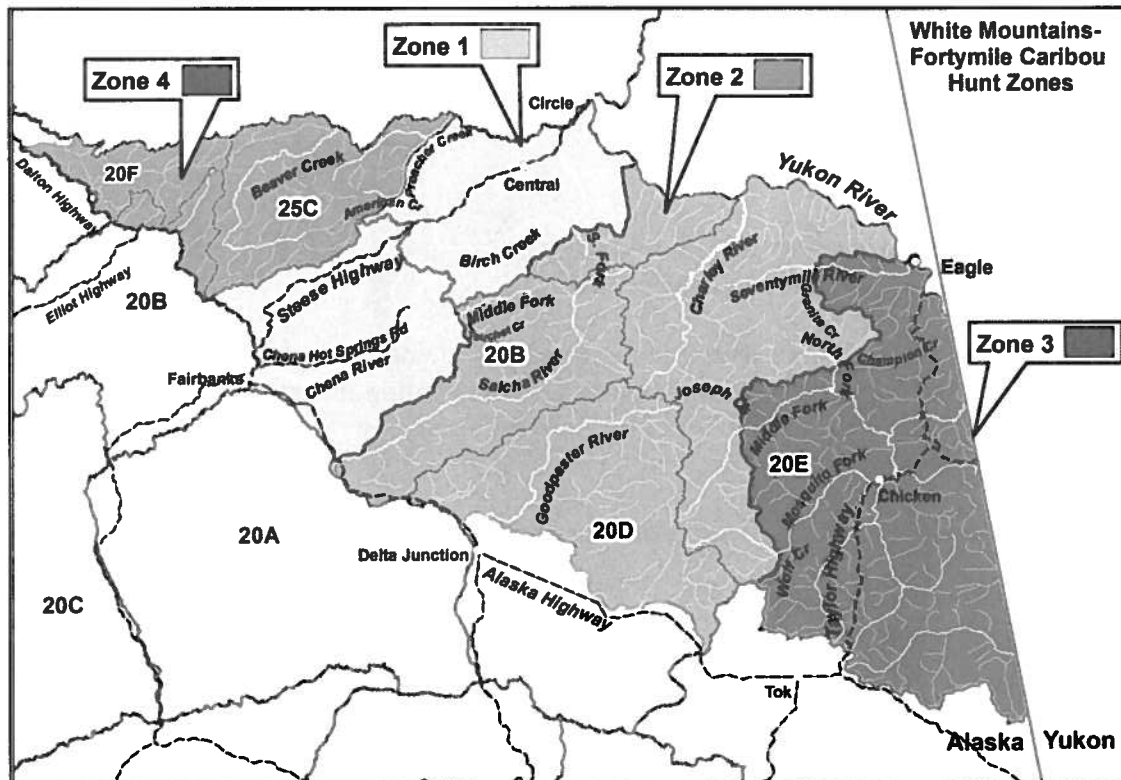 White Mountains-
Fortymile Caribou
Hunt Zones
Zone 1
Zone 4
Zone 2
Circle
Dalton Highway
20F
Beaver Creek
25C
American Cr
Preacher Creek
Central
Birch Creek
Yukon River
Eagle
Elliot Highway
20B
Steese Highway
S. Fork
Charley River
Seventymile River
Granite Cr
North Fork
Champion Cr
Zone 3
Middle Fork
20B
Salcha River
Chena Hot Springs Rd
Chena River
Fairbanks
Joseph Cr
Middle Fork
20E
Mosquito Fork
Chicken
Goodpaster River
20D
Wolf Cr
Taylor Highway
20A
20C
Delta Junction
Alaska Highway
Tok
Alaska
Yukon